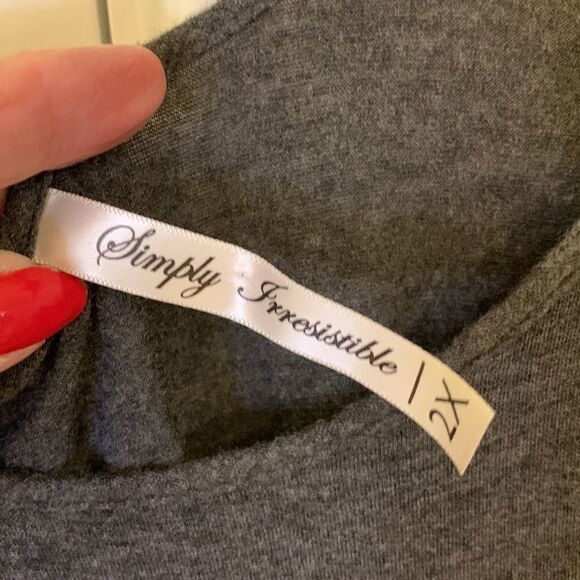 Simply Irresistible | 2X